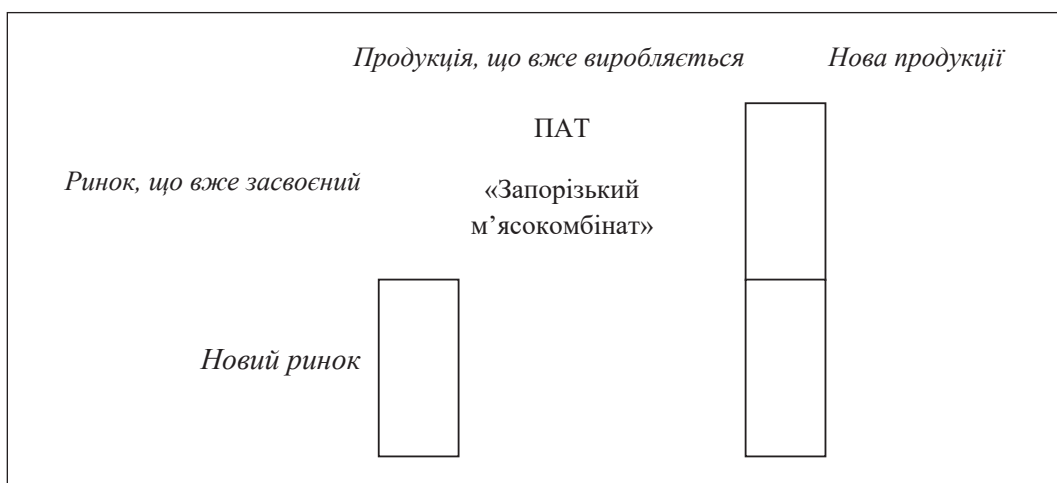 Продукція, що вже виробляється Нова продукції
ПАТ
Ринок, що вже засвоєний «Запорізький
м’ясокомбінат»
Новий ринок